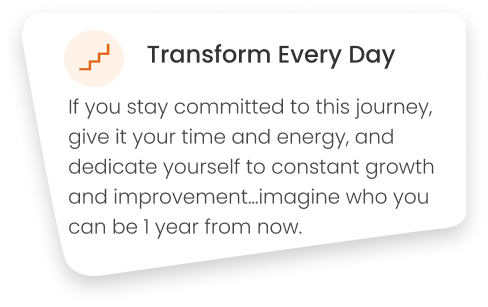 Transform Every Day
If you stay committed to this journey,
give it your time and energy, and
dedicate yourself to constant growth
and improvement...imagine who you
can be 1 year from now.